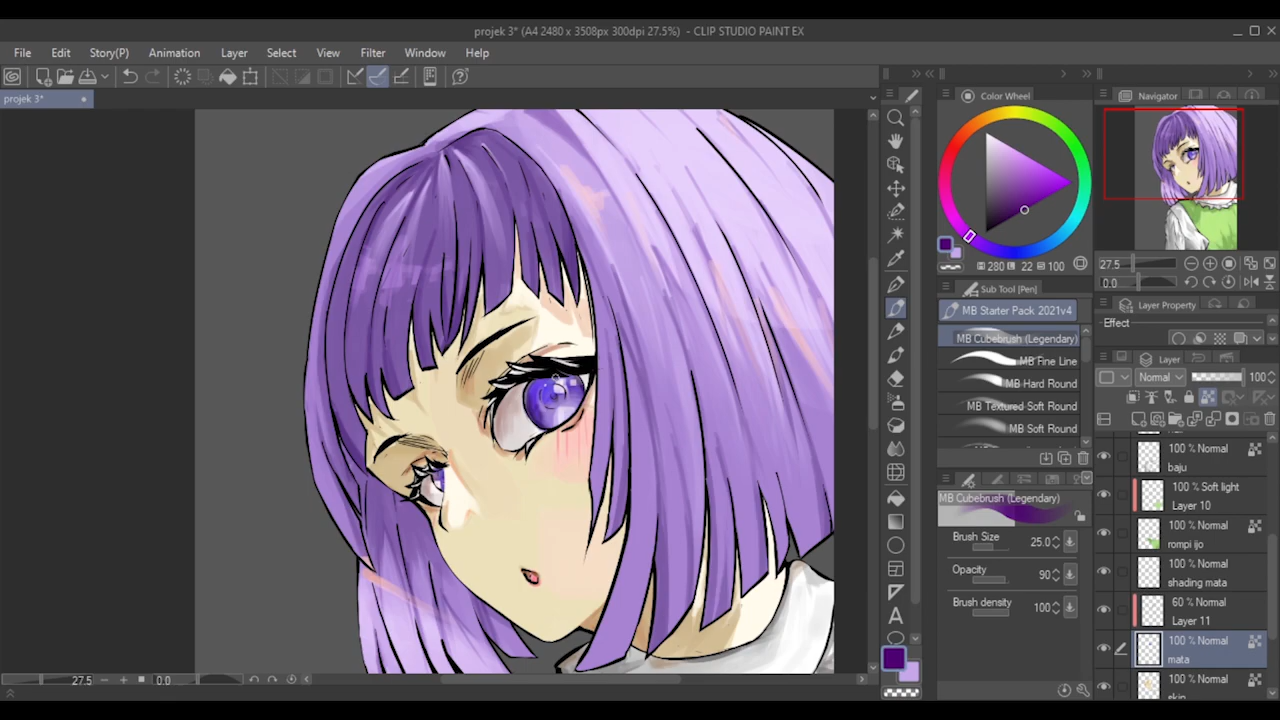 projek 3* (A4 2480 x 3508px 300dpi 27.5%) - CLIP STUDIO PAINT EX
File Edit Story(P) Animation Layer Select View Filter Window Help
projek 3*
Color Wheel
280 22 100
Sub Tool [Pen]
MB Starter Pack 2021v4
MB Cubebrush (Legendary)
MB Fine Line
MB Hard Round
MB Textured Soft Round
MB Soft Round
MB Cubebrush (Legendary)
Brush Size 25.0
Opacity 90
Brush density 100
Navigator
27.5
0.0
Layer Property
Effect
Layer
Normal 100
100 % Normal
baju
100 % Soft light
Layer 10
100 % Normal
rompi ijo
100 % Normal
shading mata
60 % Normal
Layer 11
100 % Normal
mata
100 % Normal
skin
27.5 0.0